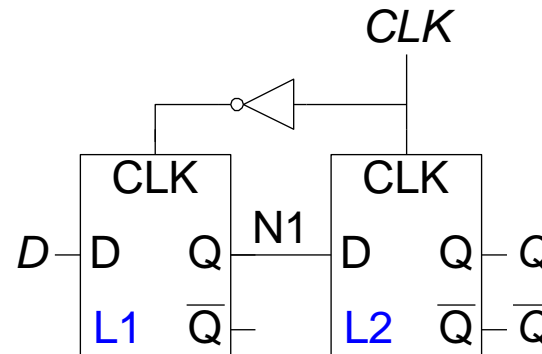 CLK
CLK CLK
N1
D D Q D Q Q
L1 Q̅ L2 Q̅ Q̅